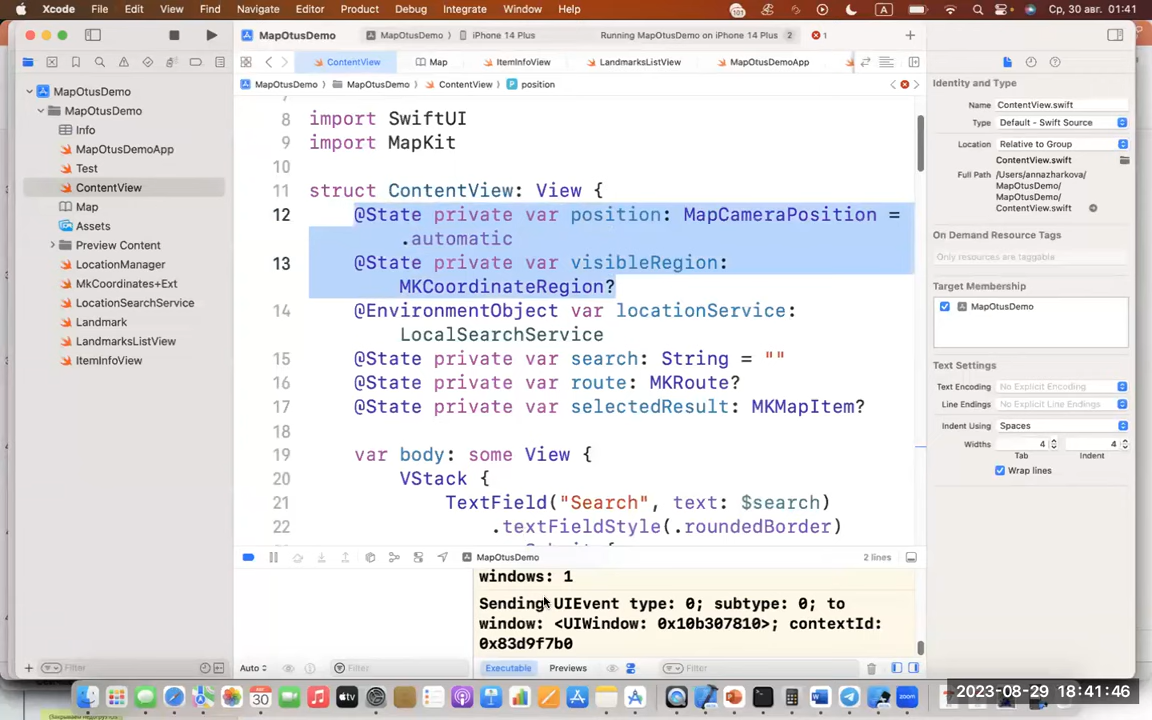 Xcode File Edit View Find Navigate Editor Product Debug Integrate Window Help
101 A Ср, 30 авг. 01:41
MapOtusDemo MapOtusDemo iPhone 14 Plus Running MapOtusDemo on iPhone 14 Plus 2 1
ContentView Map ItemInfoView LandmarksListView MapOtusDemoApp
MapOtusDemo MapOtusDemo ContentView position
MapOtusDemo
MapOtusDemo
Info
MapOtusDemoApp
Test
ContentView
Map
Assets
Preview Content
LocationManager
MkCoordinates+Ext
LocationSearchService
Landmark
LandmarksListView
ItemInfoView
Filter
7
8 import SwiftUI
9 import MapKit
10
11 struct ContentView: View {
12 @State private var position: MapCameraPosition =
.automatic
13 @State private var visibleRegion:
MKCoordinateRegion?
14 @EnvironmentObject var locationService:
LocalSearchService
15 @State private var search: String = ""
16 @State private var route: MKRoute?
17 @State private var selectedResult: MKMapItem?
18
19 var body: some View {
20 VStack {
21 TextField("Search", text: $search)
22 .textFieldStyle(.roundedBorder)
MapOtusDemo 2 lines
windows: 1
Sending UIEvent type: 0; subtype: 0; to
window: <UIWindow: 0x10b307810>; contextId:
0x83d9f7b0
Auto Filter Executable Previews Filter
Identity and Type
Name ContentView.swift
Type Default - Swift Source
Location Relative to Group
ContentView.swift
Full Path /Users/annazharkova/
MapOtusDemo/
MapOtusDemo/
ContentView.swift
On Demand Resource Tags
Only resources are taggable
Target Membership
MapOtusDemo
Text Settings
Text Encoding No Explicit Encoding
Line Endings No Explicit Line Endings
Indent Using Spaces
Widths 4 4
Tab Indent
Wrap lines
30 tv zoom
2023-08-29 18:41:46